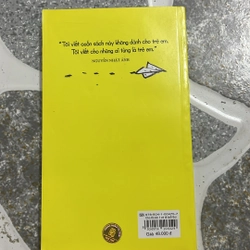 "Tôi viết cuốn sách này không dành cho trẻ em.
Tôi viết cho những ai từng là trẻ em."
NGUYỄN NHẬT ÁNH